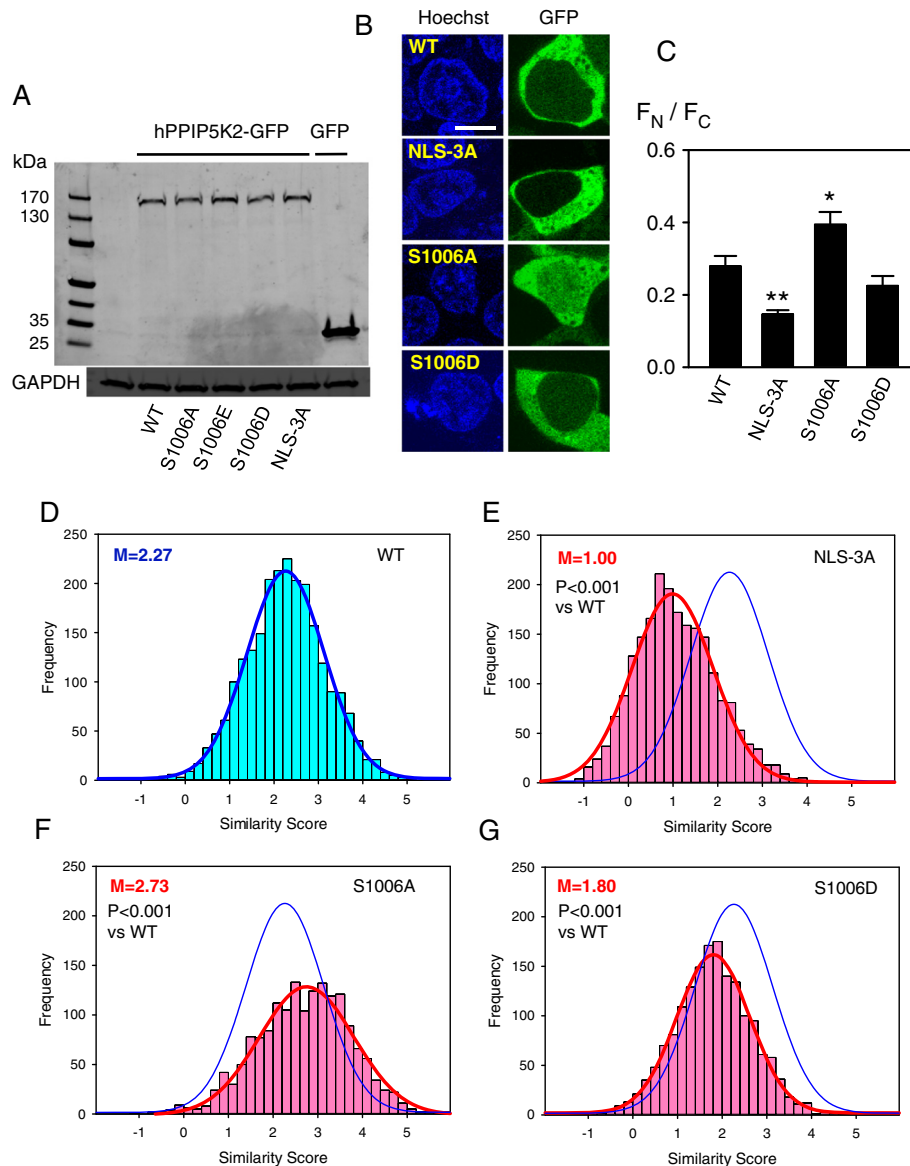 A
hPPIP5K2-GFP GFP
kDa
170
130
35
25
GAPDH
WT
S1006A
S1006E
S1006D
NLS-3A
B
Hoechst GFP
WT
NLS-3A
S1006A
S1006D
C
FN / FC
0.6
0.4
0.2
0.0
*
**
WT
NLS-3A
S1006A
S1006D
D
M=2.27
WT
250
200
150
100
50
0
Frequency
-1 0 1 2 3 4 5
Similarity Score
E
M=1.00
NLS-3A
P<0.001
vs WT
250
200
150
100
50
0
Frequency
-1 0 1 2 3 4 5
Similarity Score
F
M=2.73
S1006A
P<0.001
vs WT
250
200
150
100
50
0
Frequency
-1 0 1 2 3 4 5
Similarity Score
G
M=1.80
S1006D
P<0.001
vs WT
250
200
150
100
50
0
Frequency
-1 0 1 2 3 4 5
Similarity Score